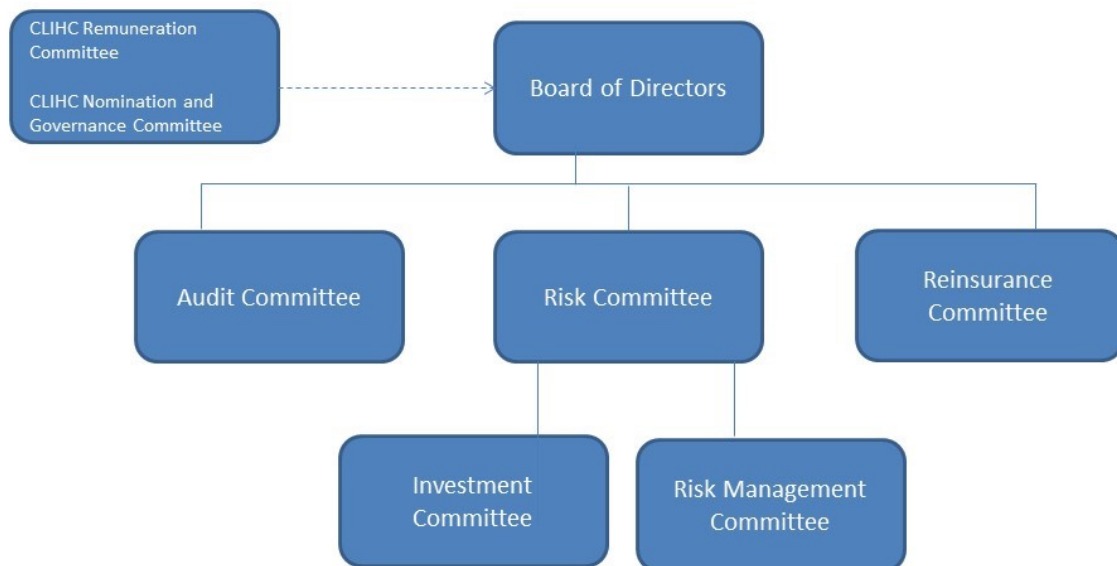 CLIHC Remuneration
Committee
CLIHC Nomination and
Governance Committee
Board of Directors
Audit Committee
Risk Committee
Reinsurance
Committee
Investment
Committee
Risk Management
Committee